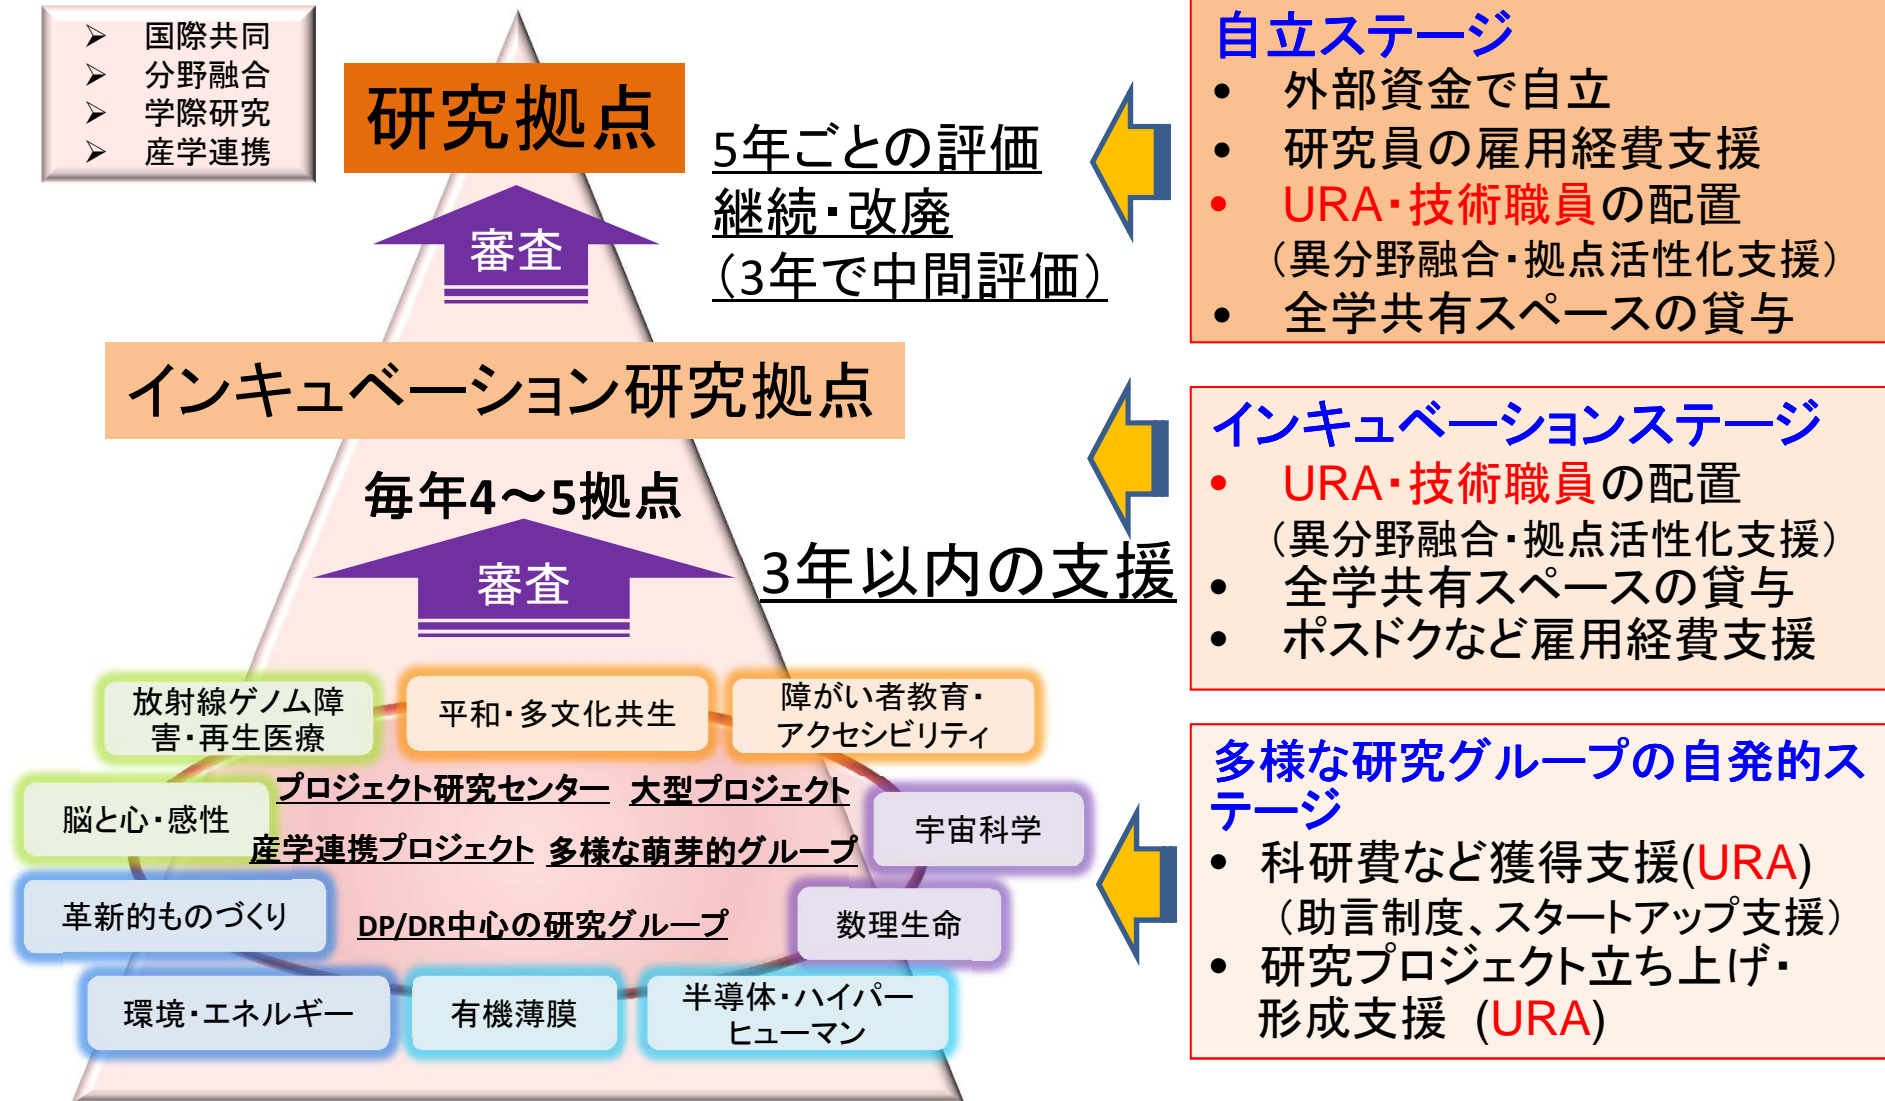 ➢ 国際共同
➢ 分野融合
➢ 学際研究
➢ 産学連携
研究拠点
5年ごとの評価
継続・改廃
（3年で中間評価）
審査
インキュベーション研究拠点
毎年4～5拠点
審査
3年以内の支援
放射線ゲノム障
害・再生医療
平和・多文化共生
障がい者教育・
アクセシビリティ
脳と心・感性
プロジェクト研究センター 大型プロジェクト
産学連携プロジェクト 多様な萌芽的グループ
宇宙科学
革新的ものづくり
DP/DR中心の研究グループ
数理生命
環境・エネルギー
有機薄膜
半導体・ハイパー
ヒューマン
自立ステージ
• 外部資金で自立
• 研究員の雇用経費支援
• URA・技術職員の配置
（異分野融合・拠点活性化支援）
• 全学共有スペースの貸与
インキュベーションステージ
• URA・技術職員の配置
（異分野融合・拠点活性化支援）
• 全学共有スペースの貸与
• ポスドクなど雇用経費支援
多様な研究グループの自発的ス
テージ
• 科研費など獲得支援(URA)
（助言制度、スタートアップ支援）
• 研究プロジェクト立ち上げ・
形成支援 (URA)